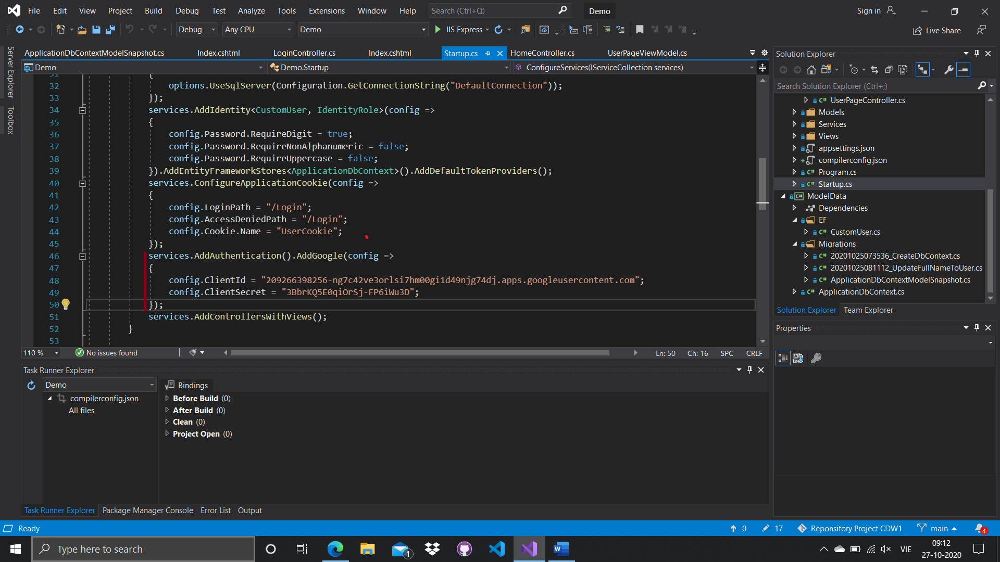 File Edit View Project Build Debug Test Analyze Tools Extensions Window Help Search (Ctrl+Q) Demo Sign in
Debug Any CPU Demo IIS Express Live Share
Server Explorer
Toolbox
ApplicationDbContextModelSnapshot.cs Index.cshtml LoginController.cs Index.cshtml Startup.cs HomeController.cs UserPageViewModel.cs
Demo Demo.Startup ConfigureServices(IServiceCollection services)
31 {
32 options.UseSqlServer(Configuration.GetConnectionString("DefaultConnection"));
33 });
34 services.AddIdentity<CustomUser, IdentityRole>(config =>
35 {
36 config.Password.RequireDigit = true;
37 config.Password.RequireNonAlphanumeric = false;
38 config.Password.RequireUppercase = false;
39 }).AddEntityFrameworkStores<ApplicationDbContext>().AddDefaultTokenProviders();
40 services.ConfigureApplicationCookie(config =>
41 {
42 config.LoginPath = "/Login";
43 config.AccessDeniedPath = "/Login";
44 config.Cookie.Name = "UserCookie";
45 });
46 services.AddAuthentication().AddGoogle(config =>
47 {
48 config.ClientId = "209266398256-ng7c42ve3orlsi7hm00gi1d49njg74dj.apps.googleusercontent.com";
49 config.ClientSecret = "3BbrKQ5E0qiOrSj-FP6iWu3D";
50 });
51 services.AddControllersWithViews();
52 }
53
110 % No issues found Ln: 50 Ch: 16 SPC CRLF
Solution Explorer
Search Solution Explorer (Ctrl+;)
UserPageController.cs
Models
Services
Views
appsettings.json
compilerconfig.json
Program.cs
Startup.cs
ModelData
Dependencies
EF
CustomUser.cs
Migrations
20201025073536_CreateDbContext.cs
20201025081112_UpdateFullNameToUser.cs
ApplicationDbContextModelSnapshot.cs
ApplicationDbContext.cs
Solution Explorer Team Explorer
Properties
Task Runner Explorer
Demo Bindings
compilerconfig.json
All files
Before Build (0)
After Build (0)
Clean (0)
Project Open (0)
Task Runner Explorer Package Manager Console Error List Output
Ready 0 17 Reponsitory Project CDW1 main 4
Type here to search 1 VIE 09:12
27-10-2020